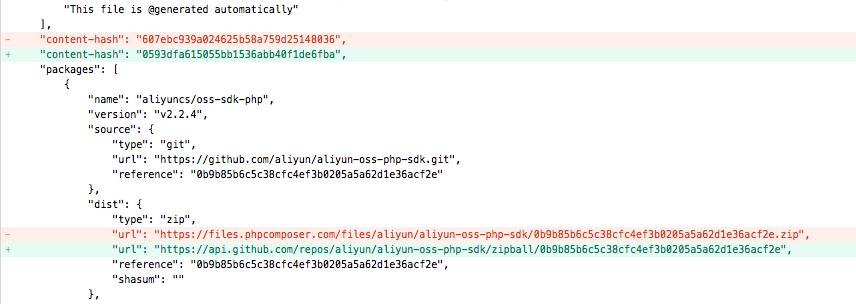 "This file is @generated automatically"
],
- "content-hash": "607ebc939a024625b58a759d25148036",
+ "content-hash": "0593dfa615055bb1536abb40f1de6fba",
"packages": [
{
"name": "aliyuncs/oss-sdk-php",
"version": "v2.2.4",
"source": {
"type": "git",
"url": "https://github.com/aliyun/aliyun-oss-php-sdk.git",
"reference": "0b9b85b6c5c38cfc4ef3b0205a5a62d1e36acf2e"
},
"dist": {
"type": "zip",
- "url": "https://files.phpcomposer.com/files/aliyun/aliyun-oss-php-sdk/0b9b85b6c5c38cfc4ef3b0205a5a62d1e36acf2e.zip",
+ "url": "https://api.github.com/repos/aliyun/aliyun-oss-php-sdk/zipball/0b9b85b6c5c38cfc4ef3b0205a5a62d1e36acf2e",
"reference": "0b9b85b6c5c38cfc4ef3b0205a5a62d1e36acf2e",
"shasum": ""
},